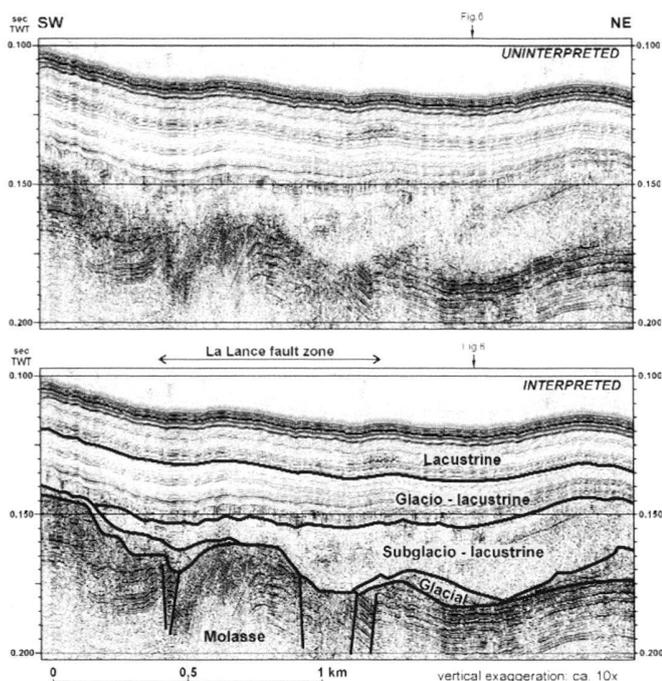 sec SW Fig.6 NE sec
TWT TWT
0.100 0.100
UNINTERPRETED
0.150 0.150
0.200 0.200
sec La Lance fault zone Fig.6 sec
TWT TWT
0.100 0.100
INTERPRETED
Lacustrine
Glacio - lacustrine
0.150 0.150
Subglacio - lacustrine
Glacial
Molasse
0.200 0.200
0 0,5 1 km vertical exaggeration: ca. 10x